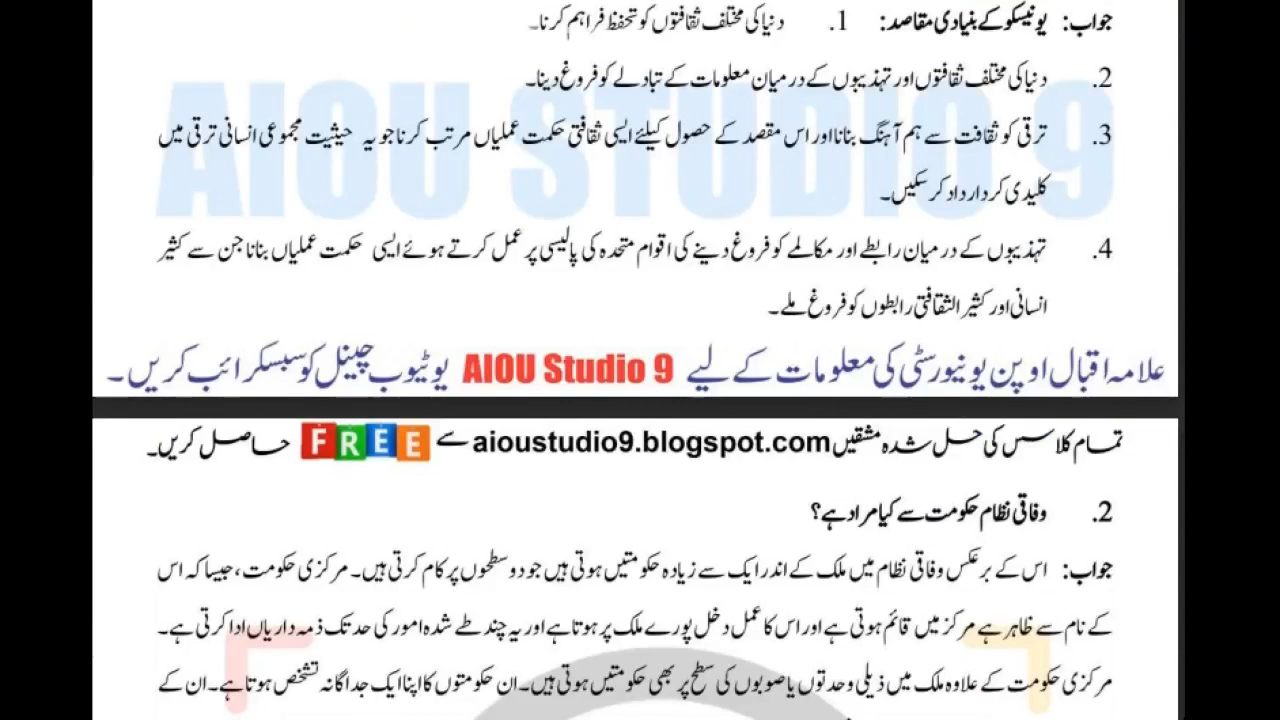 جواب: یونیسکو کے بنیادی مقاصد: 1. دنیا کی مختلف ثقافتوں کو تحفظ فراہم کرنا۔
2. دنیا کی مختلف ثقافتوں اور تہذیبوں کے درمیان معلومات کے تبادلے کو فروغ دینا۔
AIOU STUDIO 9
3. ترقی کو ثقافت سے ہم آہنگ بنانا اور اس مقصد کے حصول کیلئے ایسی ثقافتی حکمت عملیاں مرتب کرنا جو یہ حیثیت مجموعی انسانی ترقی میں
کلیدی کردار داد کر سکیں۔
4. تہذیبوں کے درمیان رابطے اور مکالمے کو فروغ دینے کی اقوام متحدہ کی پالیسی پر عمل کرتے ہوئے ایسی حکمت عملیاں بنانا جن سے کثیر
انسانی اور کثیر الثقافتی رابطوں کو فروغ ملے۔
علامہ اقبال اوپن یونیورسٹی کی معلومات کے لیے AIOU Studio 9 یوٹیوب چینل کو سبسکرائب کریں۔
تمام کلاسس کی حل شدہ مشقیں aioustudio9.blogspot.com سے FREE حاصل کریں۔
2. وفاقی نظام حکومت سے کیا مراد ہے؟
جواب: اس کے برعکس وفاقی نظام میں ملک کے اندر ایک سے زیادہ حکومتیں ہوتی ہیں جو دو سطحوں پر کام کرتی ہیں۔ مرکزی حکومت، جیسا کہ اس
کے نام سے ظاہر ہے مرکز میں قائم ہوتی ہے اور اس کا عمل دخل پورے ملک پر ہوتا ہے اور یہ چند طے شدہ امور کی حد تک ذمہ داریاں ادا کرتی ہے۔
مرکزی حکومت کے علاوہ ملک میں ذیلی وحدتوں یا صوبوں کی سطح پر بھی حکومتیں ہوتی ہیں۔ ان حکومتوں کا اپنا ایک جداگانہ تشخص ہوتا ہے۔ ان کے